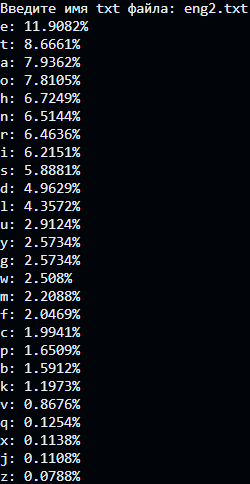 Введите имя txt файла: eng2.txt
e: 11.9082%
t: 8.6661%
a: 7.9362%
o: 7.8105%
h: 6.7249%
n: 6.5144%
r: 6.4636%
i: 6.2151%
s: 5.8881%
d: 4.9629%
l: 4.3572%
u: 2.9124%
y: 2.5734%
g: 2.5734%
w: 2.508%
m: 2.2088%
f: 2.0469%
c: 1.9941%
p: 1.6509%
b: 1.5912%
k: 1.1973%
v: 0.8676%
q: 0.1254%
x: 0.1138%
j: 0.1108%
z: 0.0788%